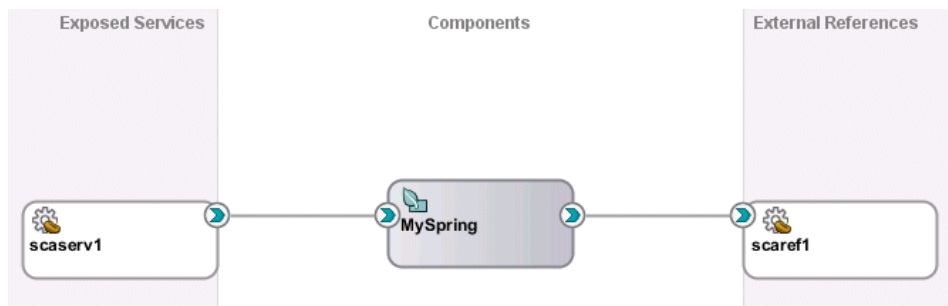 Exposed Services
Components
External References
scaserv1
MySpring
scaref1